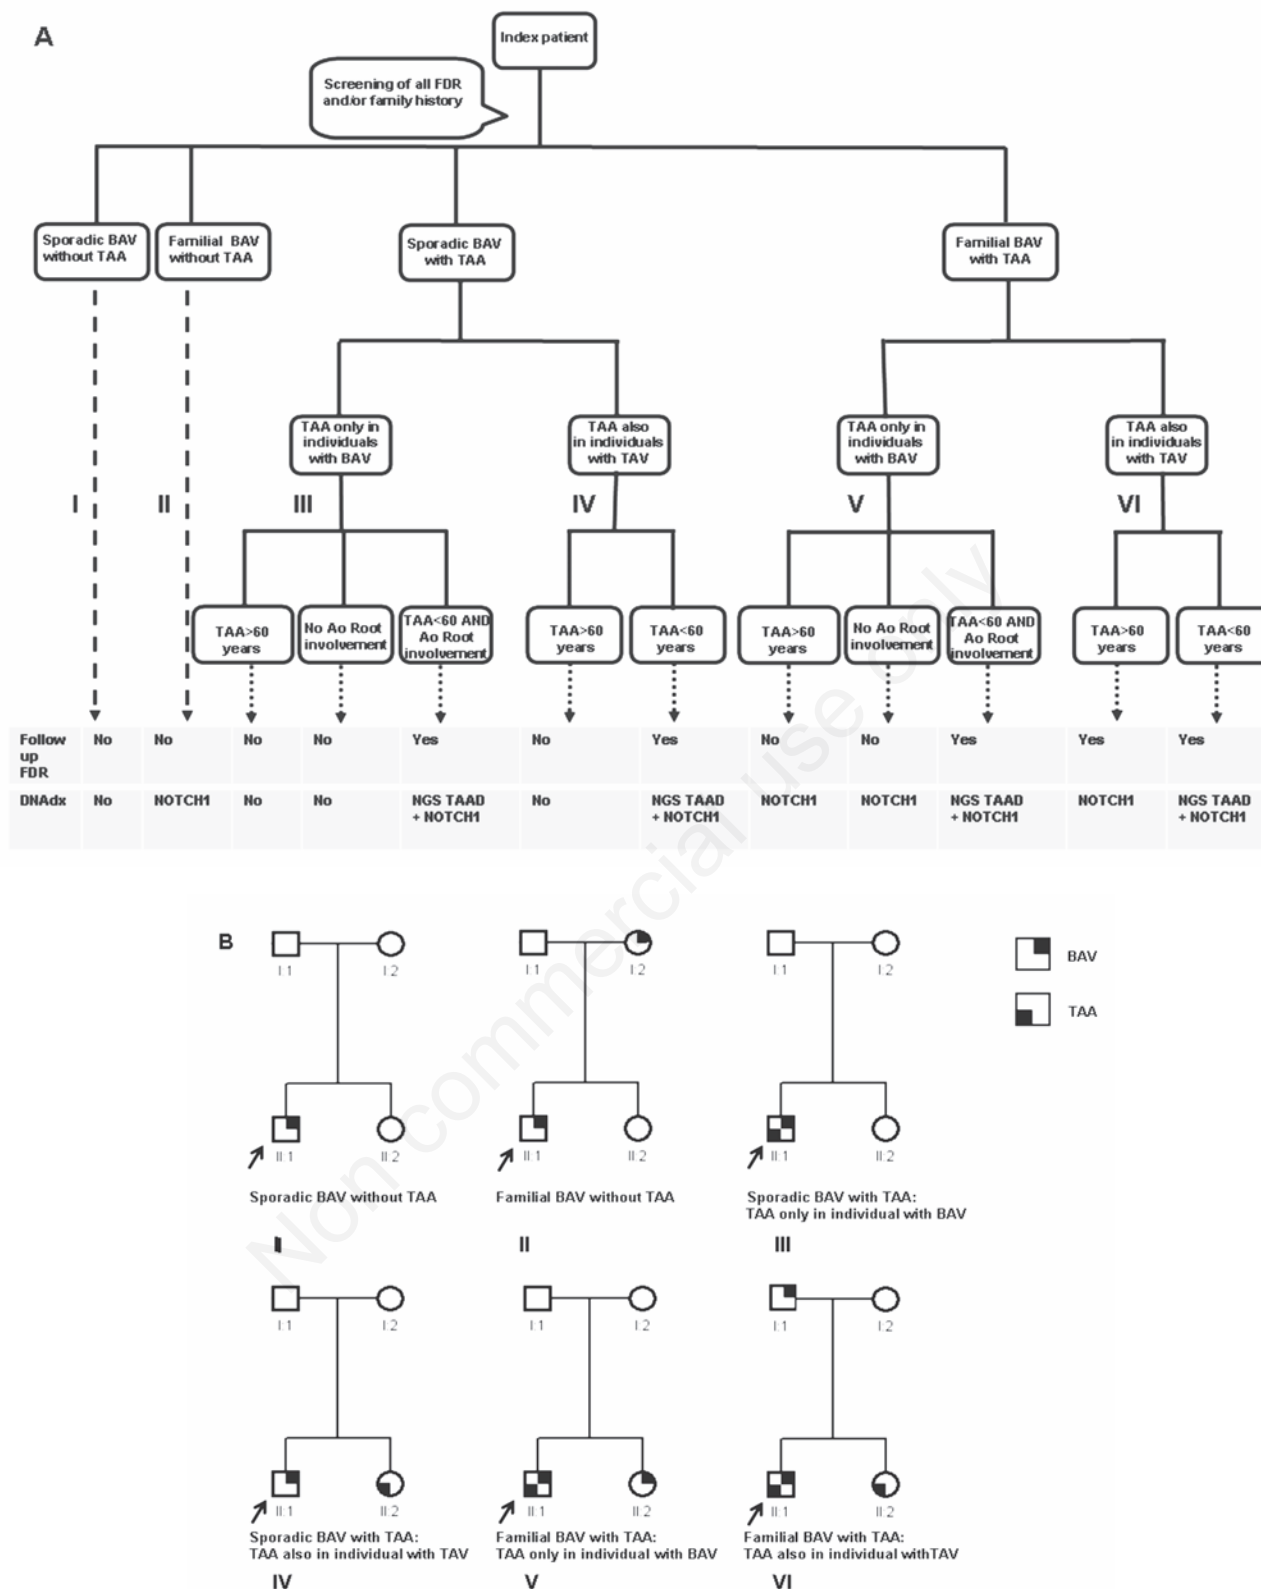 A
Index patient
Screening of all FDR
and/or family history
Sporadic BAV
without TAA
Familial BAV
without TAA
Sporadic BAV
with TAA
Familial BAV
with TAA
TAA only in
individuals
with BAV
TAA also
in individuals
with TAV
TAA only in
individuals
with BAV
TAA also
in individuals
with TAV
I
II
III
IV
V
VI
TAA>60
years
No Ao Root
involvement
TAA<60 AND
Ao Root
involvement
TAA>60
years
TAA<60
years
TAA>60
years
No Ao Root
involvement
TAA<60 AND
Ao Root
involvement
TAA>60
years
TAA<60
years
Follow
up
FDR
No
No
No
No
Yes
No
Yes
No
No
Yes
Yes
Yes
DNAdx
No
NOTCH1
No
No
NGS TAAD
+ NOTCH1
No
NGS TAAD
+ NOTCH1
NOTCH1
NOTCH1
NGS TAAD
+ NOTCH1
NOTCH1
NGS TAAD
+ NOTCH1
Non commercial use only
B
BAV
TAA
I:1
I:2
II:1
II:2
Sporadic BAV without TAA
I
I:1
I:2
II:1
II:2
Familial BAV without TAA
II
I:1
I:2
II:1
II:2
Sporadic BAV with TAA:
TAA only in individual with BAV
III
I:1
I:2
II:1
II:2
Sporadic BAV with TAA:
TAA also in individual with TAV
IV
I:1
I:2
II:1
II:2
Familial BAV with TAA:
TAA only in individual with BAV
V
I:1
I:2
II:1
II:2
Familial BAV with TAA:
TAA also in individual withTAV
VI